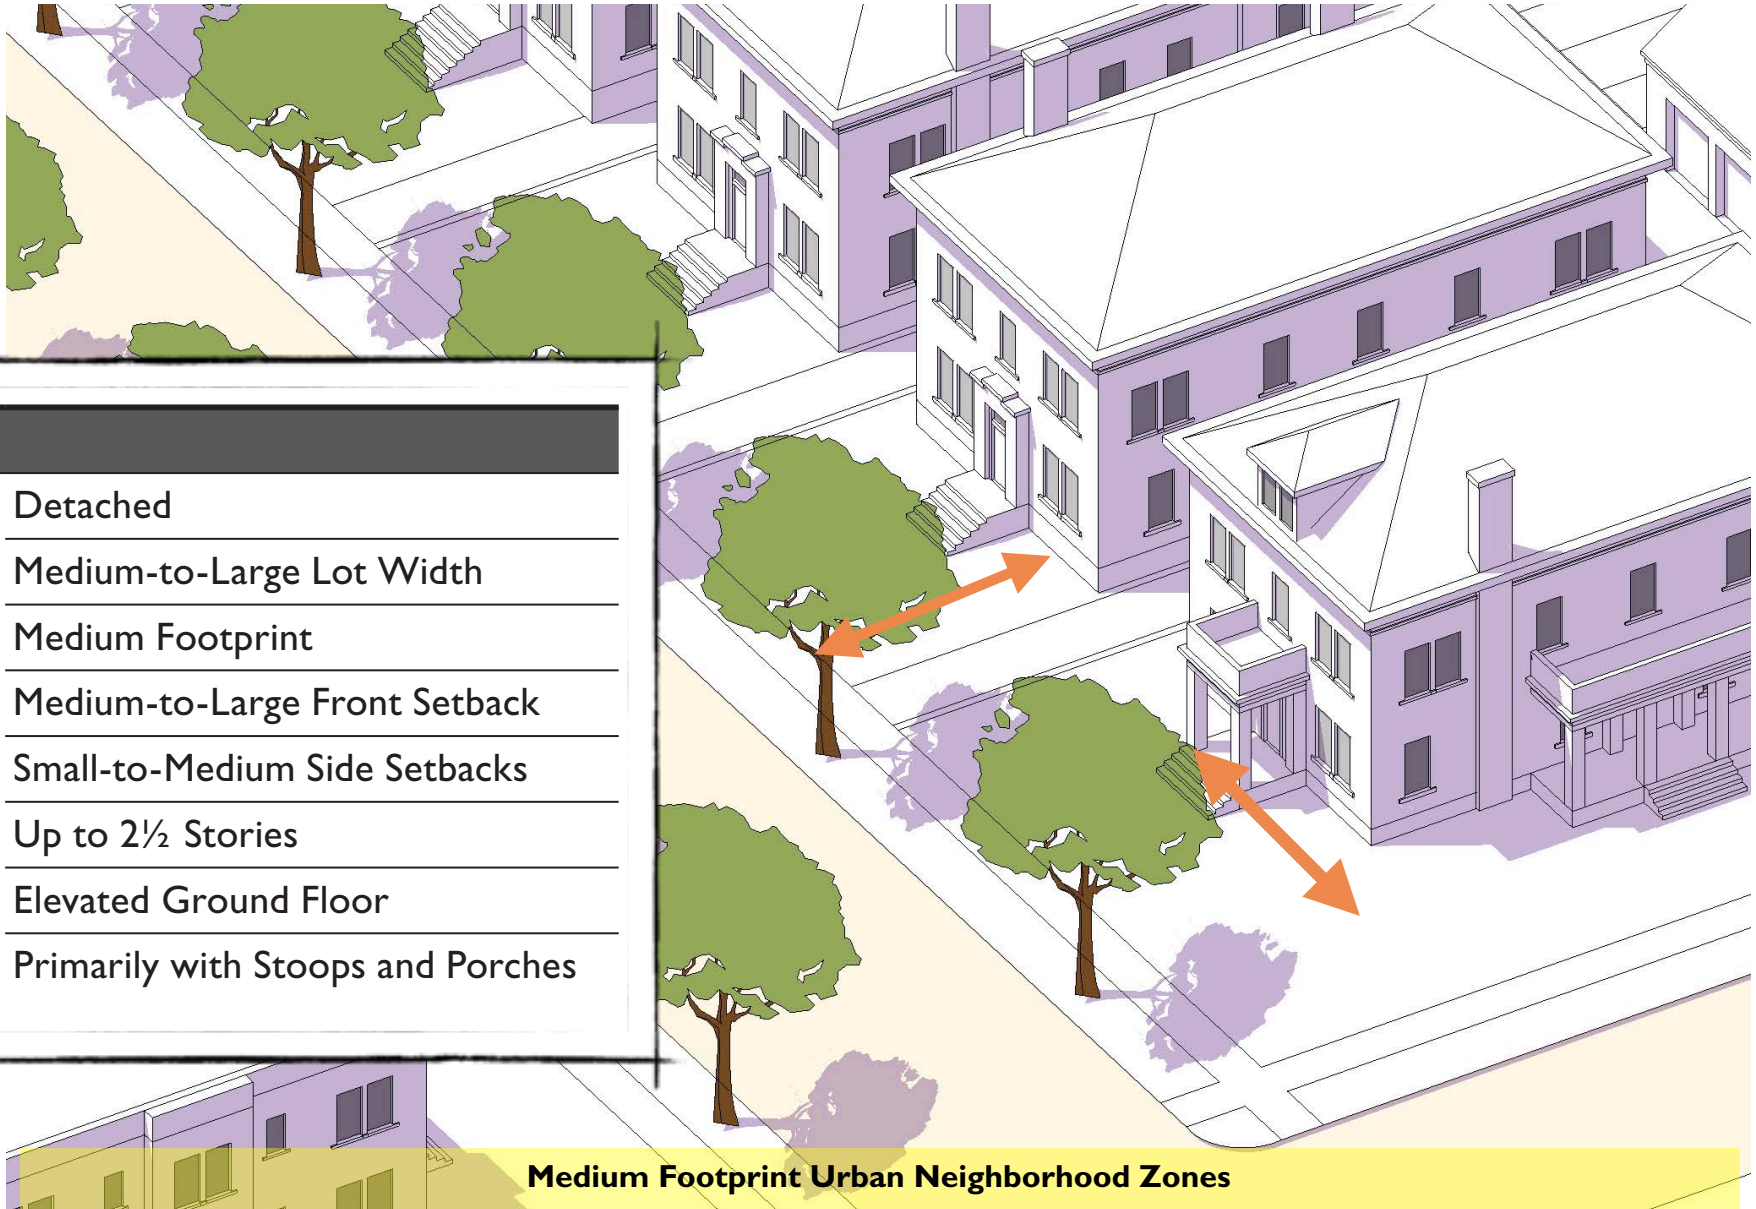 Detached
Medium-to-Large Lot Width
Medium Footprint
Medium-to-Large Front Setback
Small-to-Medium Side Setbacks
Up to 2½ Stories
Elevated Ground Floor
Primarily with Stoops and Porches
Medium Footprint Urban Neighborhood Zones